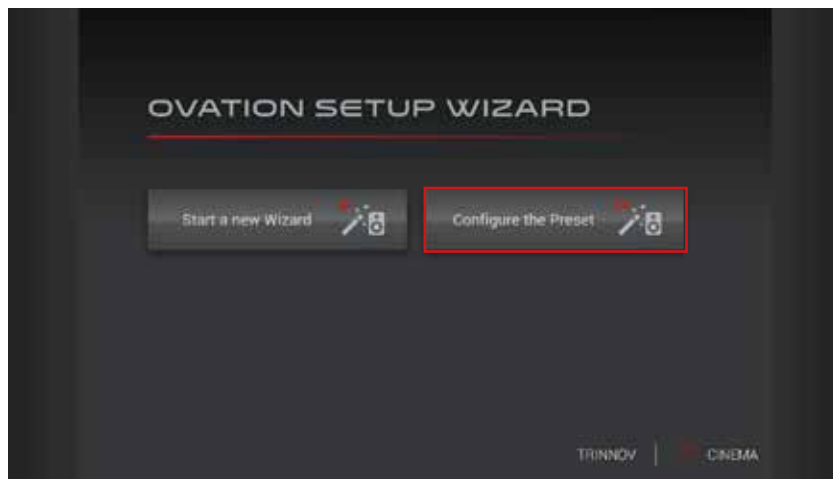 OVATION SETUP WIZARD
Start a new Wizard
Configure the Preset
TRINNOV
CINEMA